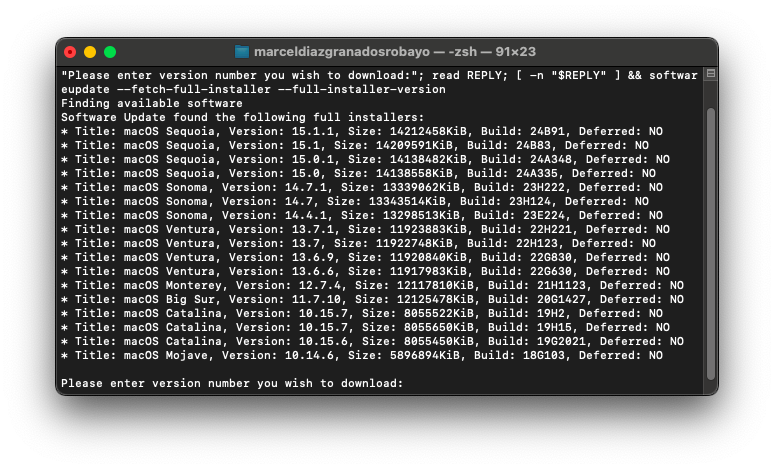 marceldiazgranadosrobayo — -zsh — 91×23
"Please enter version number you wish to download:"; read REPLY; [ -n "$REPLY" ] && softwar
eupdate --fetch-full-installer --full-installer-version
Finding available software
Software Update found the following full installers:
* Title: macOS Sequoia, Version: 15.1.1, Size: 14212458KiB, Build: 24B91, Deferred: NO
* Title: macOS Sequoia, Version: 15.1, Size: 14209591KiB, Build: 24B83, Deferred: NO
* Title: macOS Sequoia, Version: 15.0.1, Size: 14138482KiB, Build: 24A348, Deferred: NO
* Title: macOS Sequoia, Version: 15.0, Size: 14138558KiB, Build: 24A335, Deferred: NO
* Title: macOS Sonoma, Version: 14.7.1, Size: 13339062KiB, Build: 23H222, Deferred: NO
* Title: macOS Sonoma, Version: 14.7, Size: 13343514KiB, Build: 23H124, Deferred: NO
* Title: macOS Sonoma, Version: 14.4.1, Size: 13298513KiB, Build: 23E224, Deferred: NO
* Title: macOS Ventura, Version: 13.7.1, Size: 11923883KiB, Build: 22H221, Deferred: NO
* Title: macOS Ventura, Version: 13.7, Size: 11922748KiB, Build: 22H123, Deferred: NO
* Title: macOS Ventura, Version: 13.6.9, Size: 11920840KiB, Build: 22G830, Deferred: NO
* Title: macOS Ventura, Version: 13.6.6, Size: 11917983KiB, Build: 22G630, Deferred: NO
* Title: macOS Monterey, Version: 12.7.4, Size: 12117810KiB, Build: 21H1123, Deferred: NO
* Title: macOS Big Sur, Version: 11.7.10, Size: 12125478KiB, Build: 20G1427, Deferred: NO
* Title: macOS Catalina, Version: 10.15.7, Size: 8055522KiB, Build: 19H2, Deferred: NO
* Title: macOS Catalina, Version: 10.15.7, Size: 8055650KiB, Build: 19H15, Deferred: NO
* Title: macOS Catalina, Version: 10.15.6, Size: 8055450KiB, Build: 19G2021, Deferred: NO
* Title: macOS Mojave, Version: 10.14.6, Size: 5896894KiB, Build: 18G103, Deferred: NO
Please enter version number you wish to download: